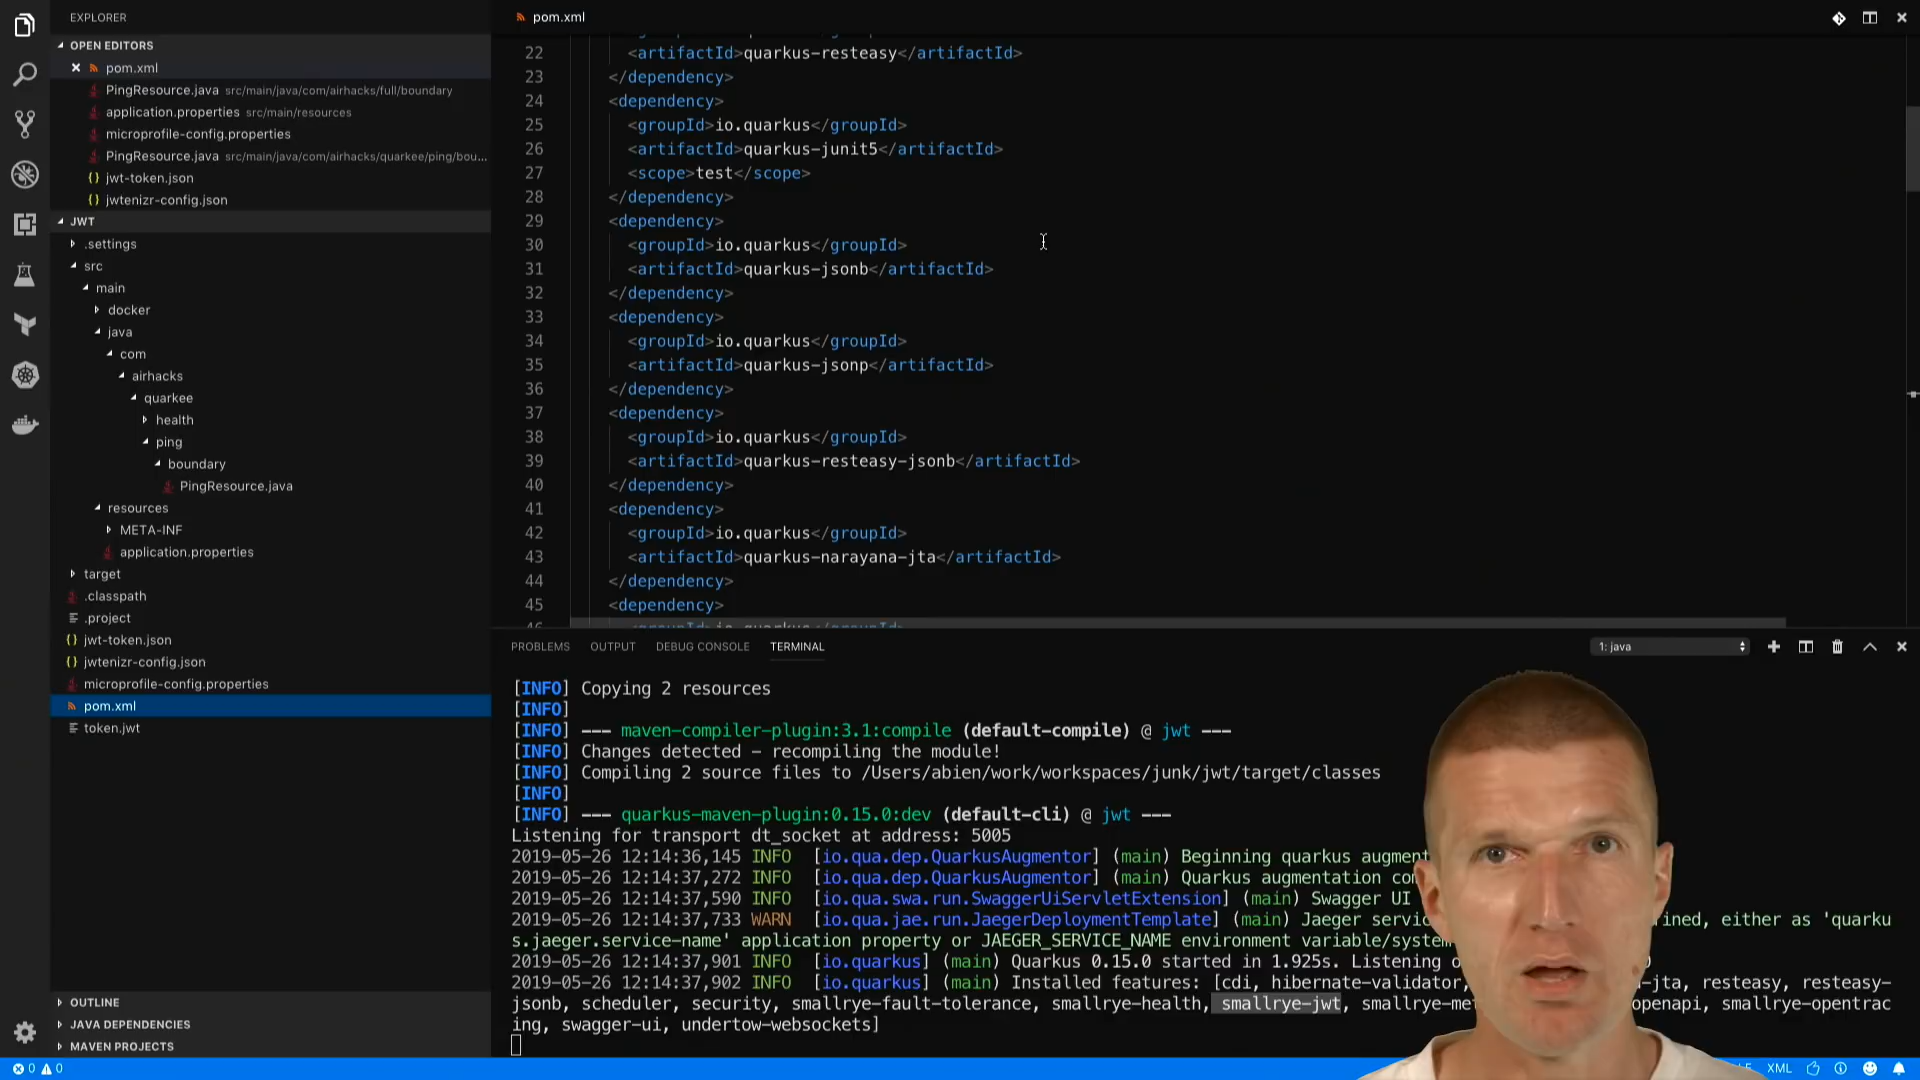 EXPLORER
OPEN EDITORS
pom.xml
PingResource.java src/main/java/com/airhacks/full/boundary
application.properties src/main/resources
microprofile-config.properties
PingResource.java src/main/java/com/airhacks/quarkee/ping/bou...
{} jwt-token.json
{} jwtenizr-config.json
JWT
.settings
src
main
docker
java
com
airhacks
quarkee
health
ping
boundary
PingResource.java
resources
META-INF
application.properties
target
.classpath
.project
{} jwt-token.json
{} jwtenizr-config.json
microprofile-config.properties
pom.xml
token.jwt
OUTLINE
JAVA DEPENDENCIES
MAVEN PROJECTS
0 0
pom.xml
22 <artifactId>quarkus-resteasy</artifactId>
23 </dependency>
24 <dependency>
25 <groupId>io.quarkus</groupId>
26 <artifactId>quarkus-junit5</artifactId>
27 <scope>test</scope>
28 </dependency>
29 <dependency>
30 <groupId>io.quarkus</groupId>
31 <artifactId>quarkus-jsonb</artifactId>
32 </dependency>
33 <dependency>
34 <groupId>io.quarkus</groupId>
35 <artifactId>quarkus-jsonp</artifactId>
36 </dependency>
37 <dependency>
38 <groupId>io.quarkus</groupId>
39 <artifactId>quarkus-resteasy-jsonb</artifactId>
40 </dependency>
41 <dependency>
42 <groupId>io.quarkus</groupId>
43 <artifactId>quarkus-narayana-jta</artifactId>
44 </dependency>
45 <dependency>
PROBLEMS OUTPUT DEBUG CONSOLE TERMINAL 1: java
[INFO] Copying 2 resources
[INFO]
[INFO] --- maven-compiler-plugin:3.1:compile (default-compile) @ jwt ---
[INFO] Changes detected - recompiling the module!
[INFO] Compiling 2 source files to /Users/abien/work/workspaces/junk/jwt/target/classes
[INFO]
[INFO] --- quarkus-maven-plugin:0.15.0:dev (default-cli) @ jwt ---
Listening for transport dt_socket at address: 5005
2019-05-26 12:14:36,145 INFO [io.qua.dep.QuarkusAugmentor] (main) Beginning quarkus augment
2019-05-26 12:14:37,272 INFO [io.qua.dep.QuarkusAugmentor] (main) Quarkus augmentation co
2019-05-26 12:14:37,590 INFO [io.qua.swa.run.SwaggerUiServletExtension] (main) Swagger UI
2019-05-26 12:14:37,733 WARN [io.qua.jae.run.JaegerDeploymentTemplate] (main) Jaeger servic ined, either as 'quarku
s.jaeger.service-name' application property or JAEGER_SERVICE_NAME environment variable/system
2019-05-26 12:14:37,901 INFO [io.quarkus] (main) Quarkus 0.15.0 started in 1.925s. Listening o
2019-05-26 12:14:37,902 INFO [io.quarkus] (main) Installed features: [cdi, hibernate-validator, -jta, resteasy, resteasy-
jsonb, scheduler, security, smallrye-fault-tolerance, smallrye-health, smallrye-jwt, smallrye-me openapi, smallrye-opentrac
ing, swagger-ui, undertow-websockets]
XML